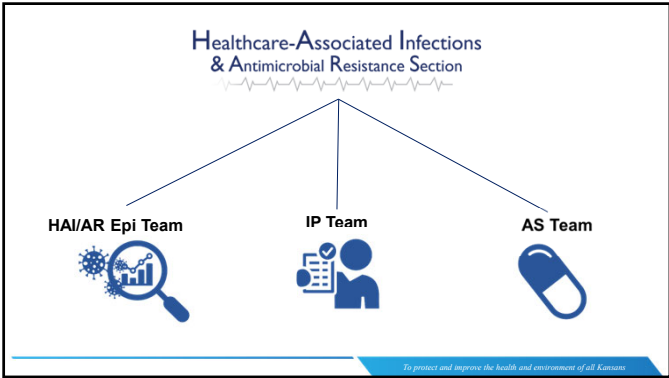 Healthcare-Associated Infections
& Antimicrobial Resistance Section
HAI/AR Epi Team
IP Team
AS Team
To protect and improve the health and environment of all Kansans